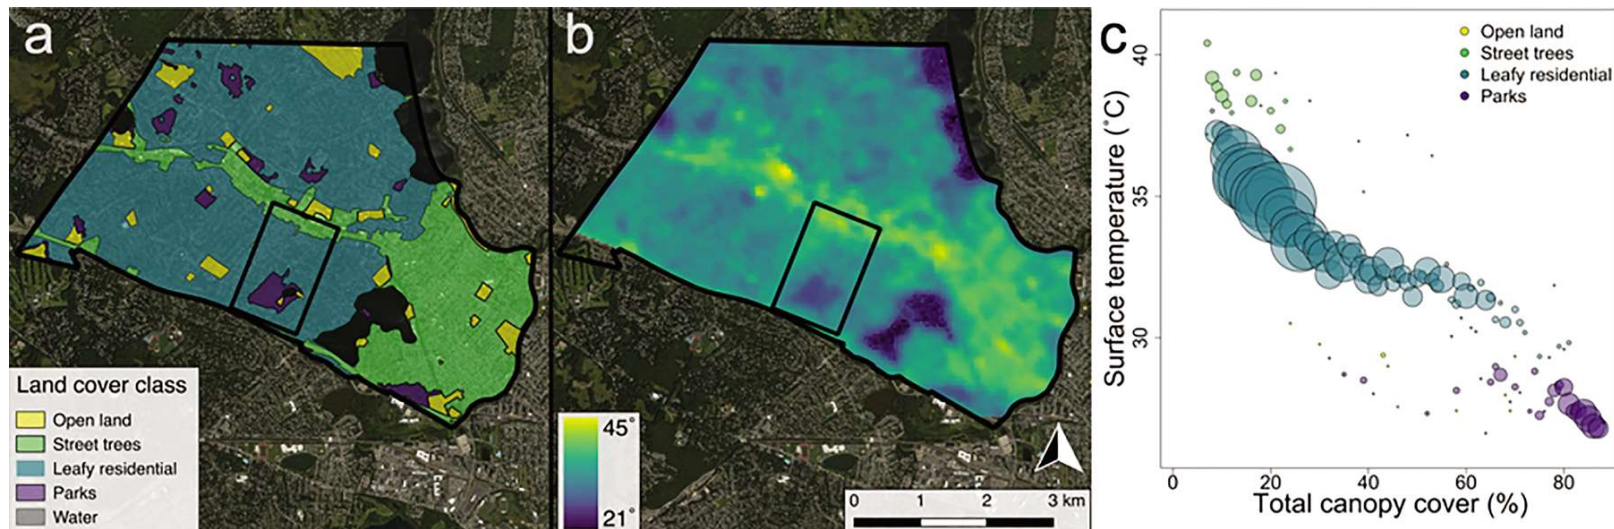 a
Land cover class
Open land
Street trees
Leafy residential
Parks
Water
b
45°
21°
0 1 2 3 km
c
Open land
Street trees
Leafy residential
Parks
Surface temperature (°C)
40
35
30
0 20 40 60 80
Total canopy cover (%)